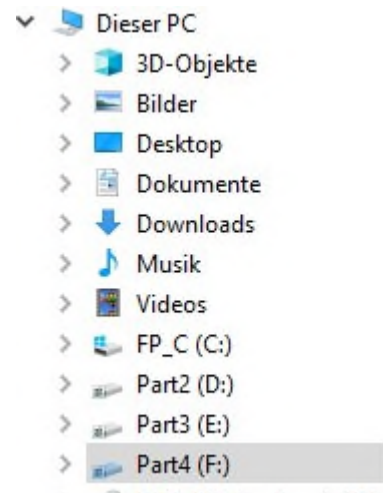 Dieser PC
3D-Objekte
Bilder
Desktop
Dokumente
Downloads
Musik
Videos
FP_C (C:)
Part2 (D:)
Part3 (E:)
Part4 (F:)